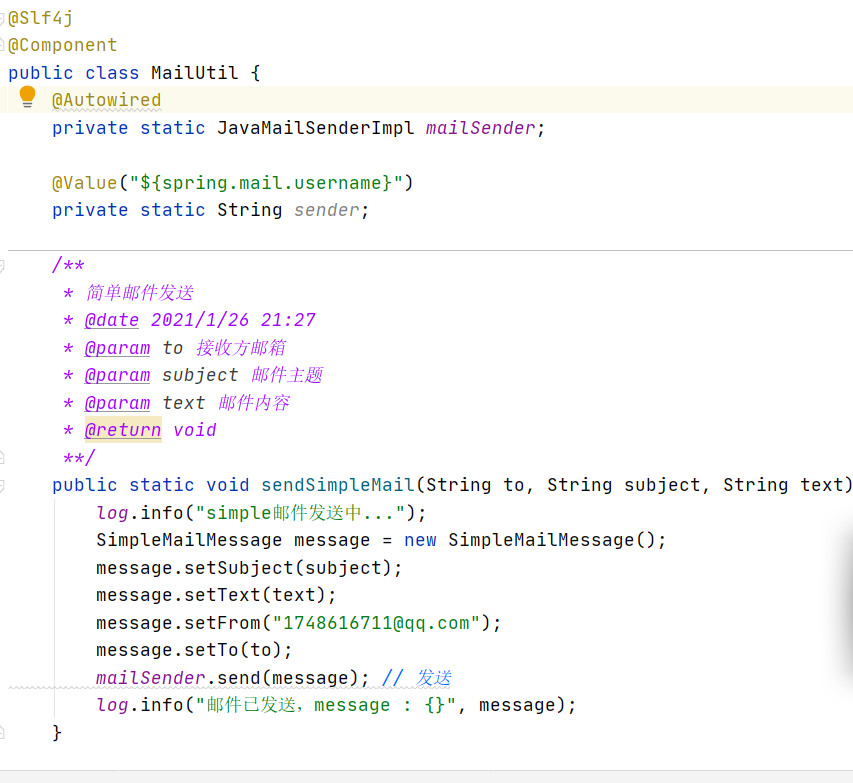 @Slf4j
@Component
public class MailUtil {
@Autowired
private static JavaMailSenderImpl mailSender;
@Value("${spring.mail.username}")
private static String sender;
/**
* 简单邮件发送
* @date 2021/1/26 21:27
* @param to 接收方邮箱
* @param subject 邮件主题
* @param text 邮件内容
* @return void
**/
public static void sendSimpleMail(String to, String subject, String text)
log.info("simple邮件发送中...");
SimpleMailMessage message = new SimpleMailMessage();
message.setSubject(subject);
message.setText(text);
message.setFrom("1748616711@qq.com");
message.setTo(to);
mailSender.send(message); // 发送
log.info("邮件已发送，message : {}", message);
}